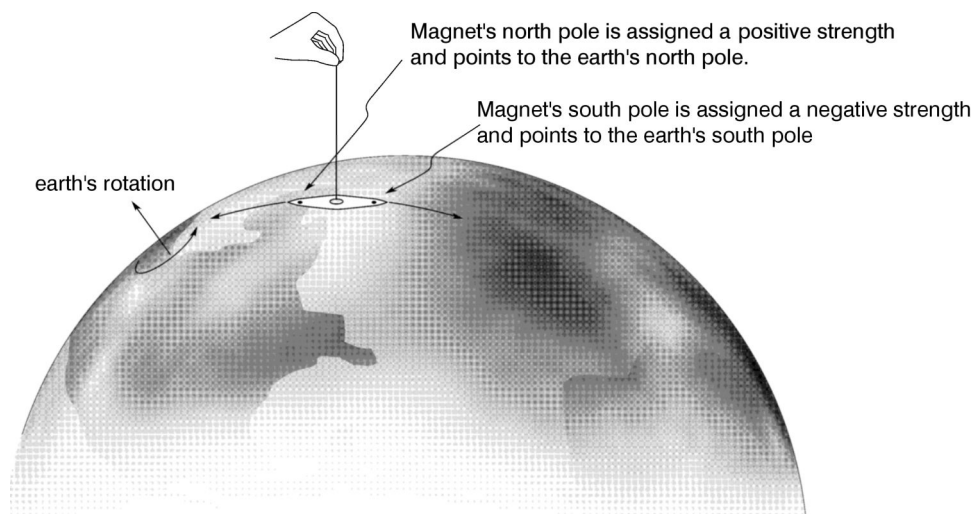 Magnet's north pole is assigned a positive strength
and points to the earth's north pole.
Magnet's south pole is assigned a negative strength
and points to the earth's south pole
earth's rotation